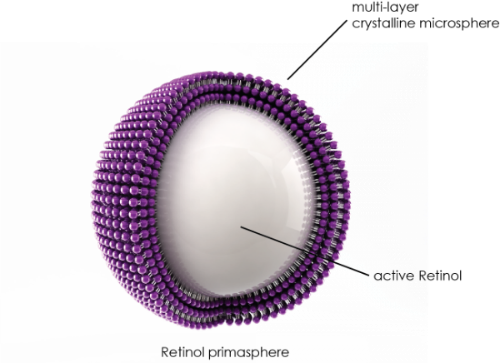 multi-layer
crystalline microsphere
active Retinol
Retinol primasphere